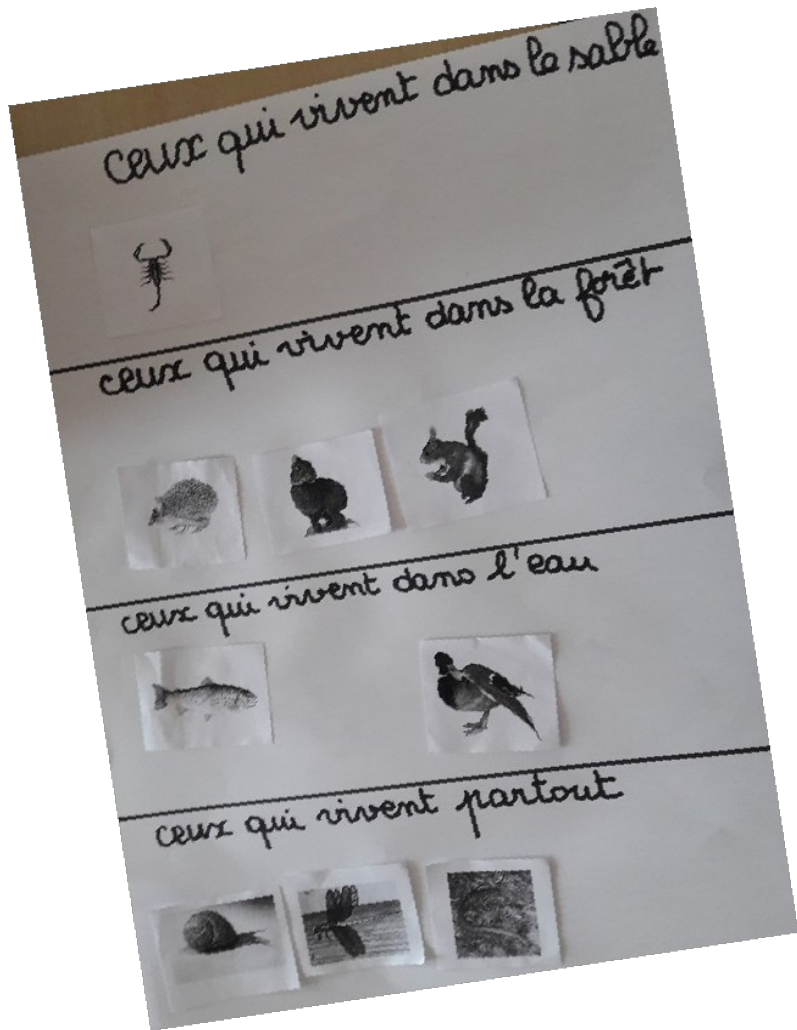 ceux qui vivent dans le sable
ceux qui vivent dans la forêt
ceux qui vivent dans l'eau
ceux qui vivent partout